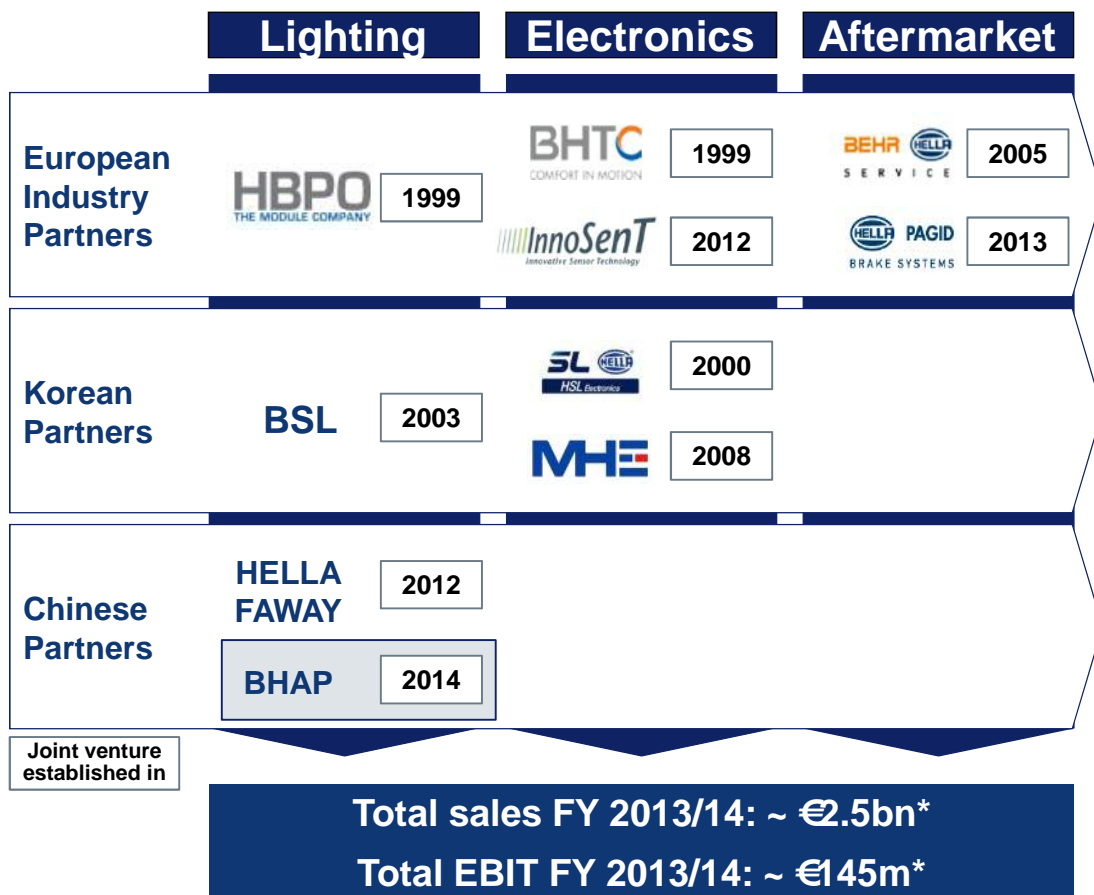 Lighting
Electronics
Aftermarket
European
Industry
Partners
HBPO
THE MODULE COMPANY
1999
BHTC
COMFORT IN MOTION
1999
InnoSenT
Innovative Sensor Technology
2012
BEHR HELLA
SERVICE
2005
HELLA PAGID
BRAKE SYSTEMS
2013
Korean
Partners
BSL
2003
SL HELLA
HSL Electronics
2000
MHE
2008
Chinese
Partners
HELLA
FAWAY
2012
BHAP
2014
Joint venture
established in
Total sales FY 2013/14: ~ €2.5bn*
Total EBIT FY 2013/14: ~ €145m*